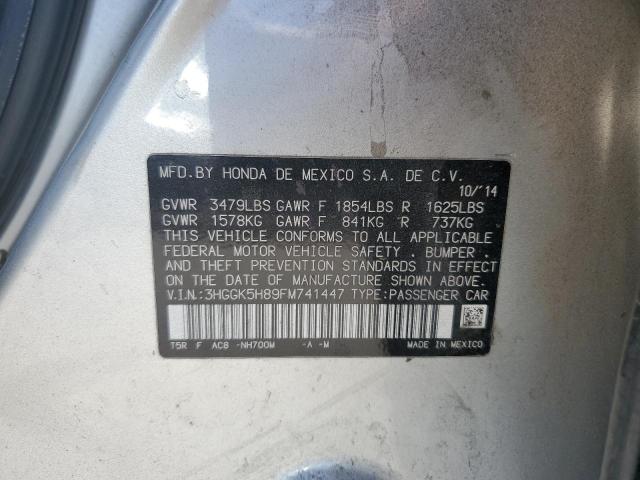 MFD.BY HONDA DE MEXICO S.A. DE C.V.
10/'14
GVWR 3479LBS GAWR F 1854LBS R 1625LBS
GVWR 1578KG GAWR F 841KG R 737KG
THIS VEHICLE CONFORMS TO ALL APPLICABLE
FEDERAL MOTOR VEHICLE SAFETY . BUMPER .
AND THEFT PREVENTION STANDARDS IN EFFECT
ON THE DATE OF MANUFACTURE SHOWN ABOVE.
V.I.N.:3HGGK5H89FM741447 TYPE:PASSENGER CAR
T5R F AC8 -NH700M -A -M MADE IN MEXICO